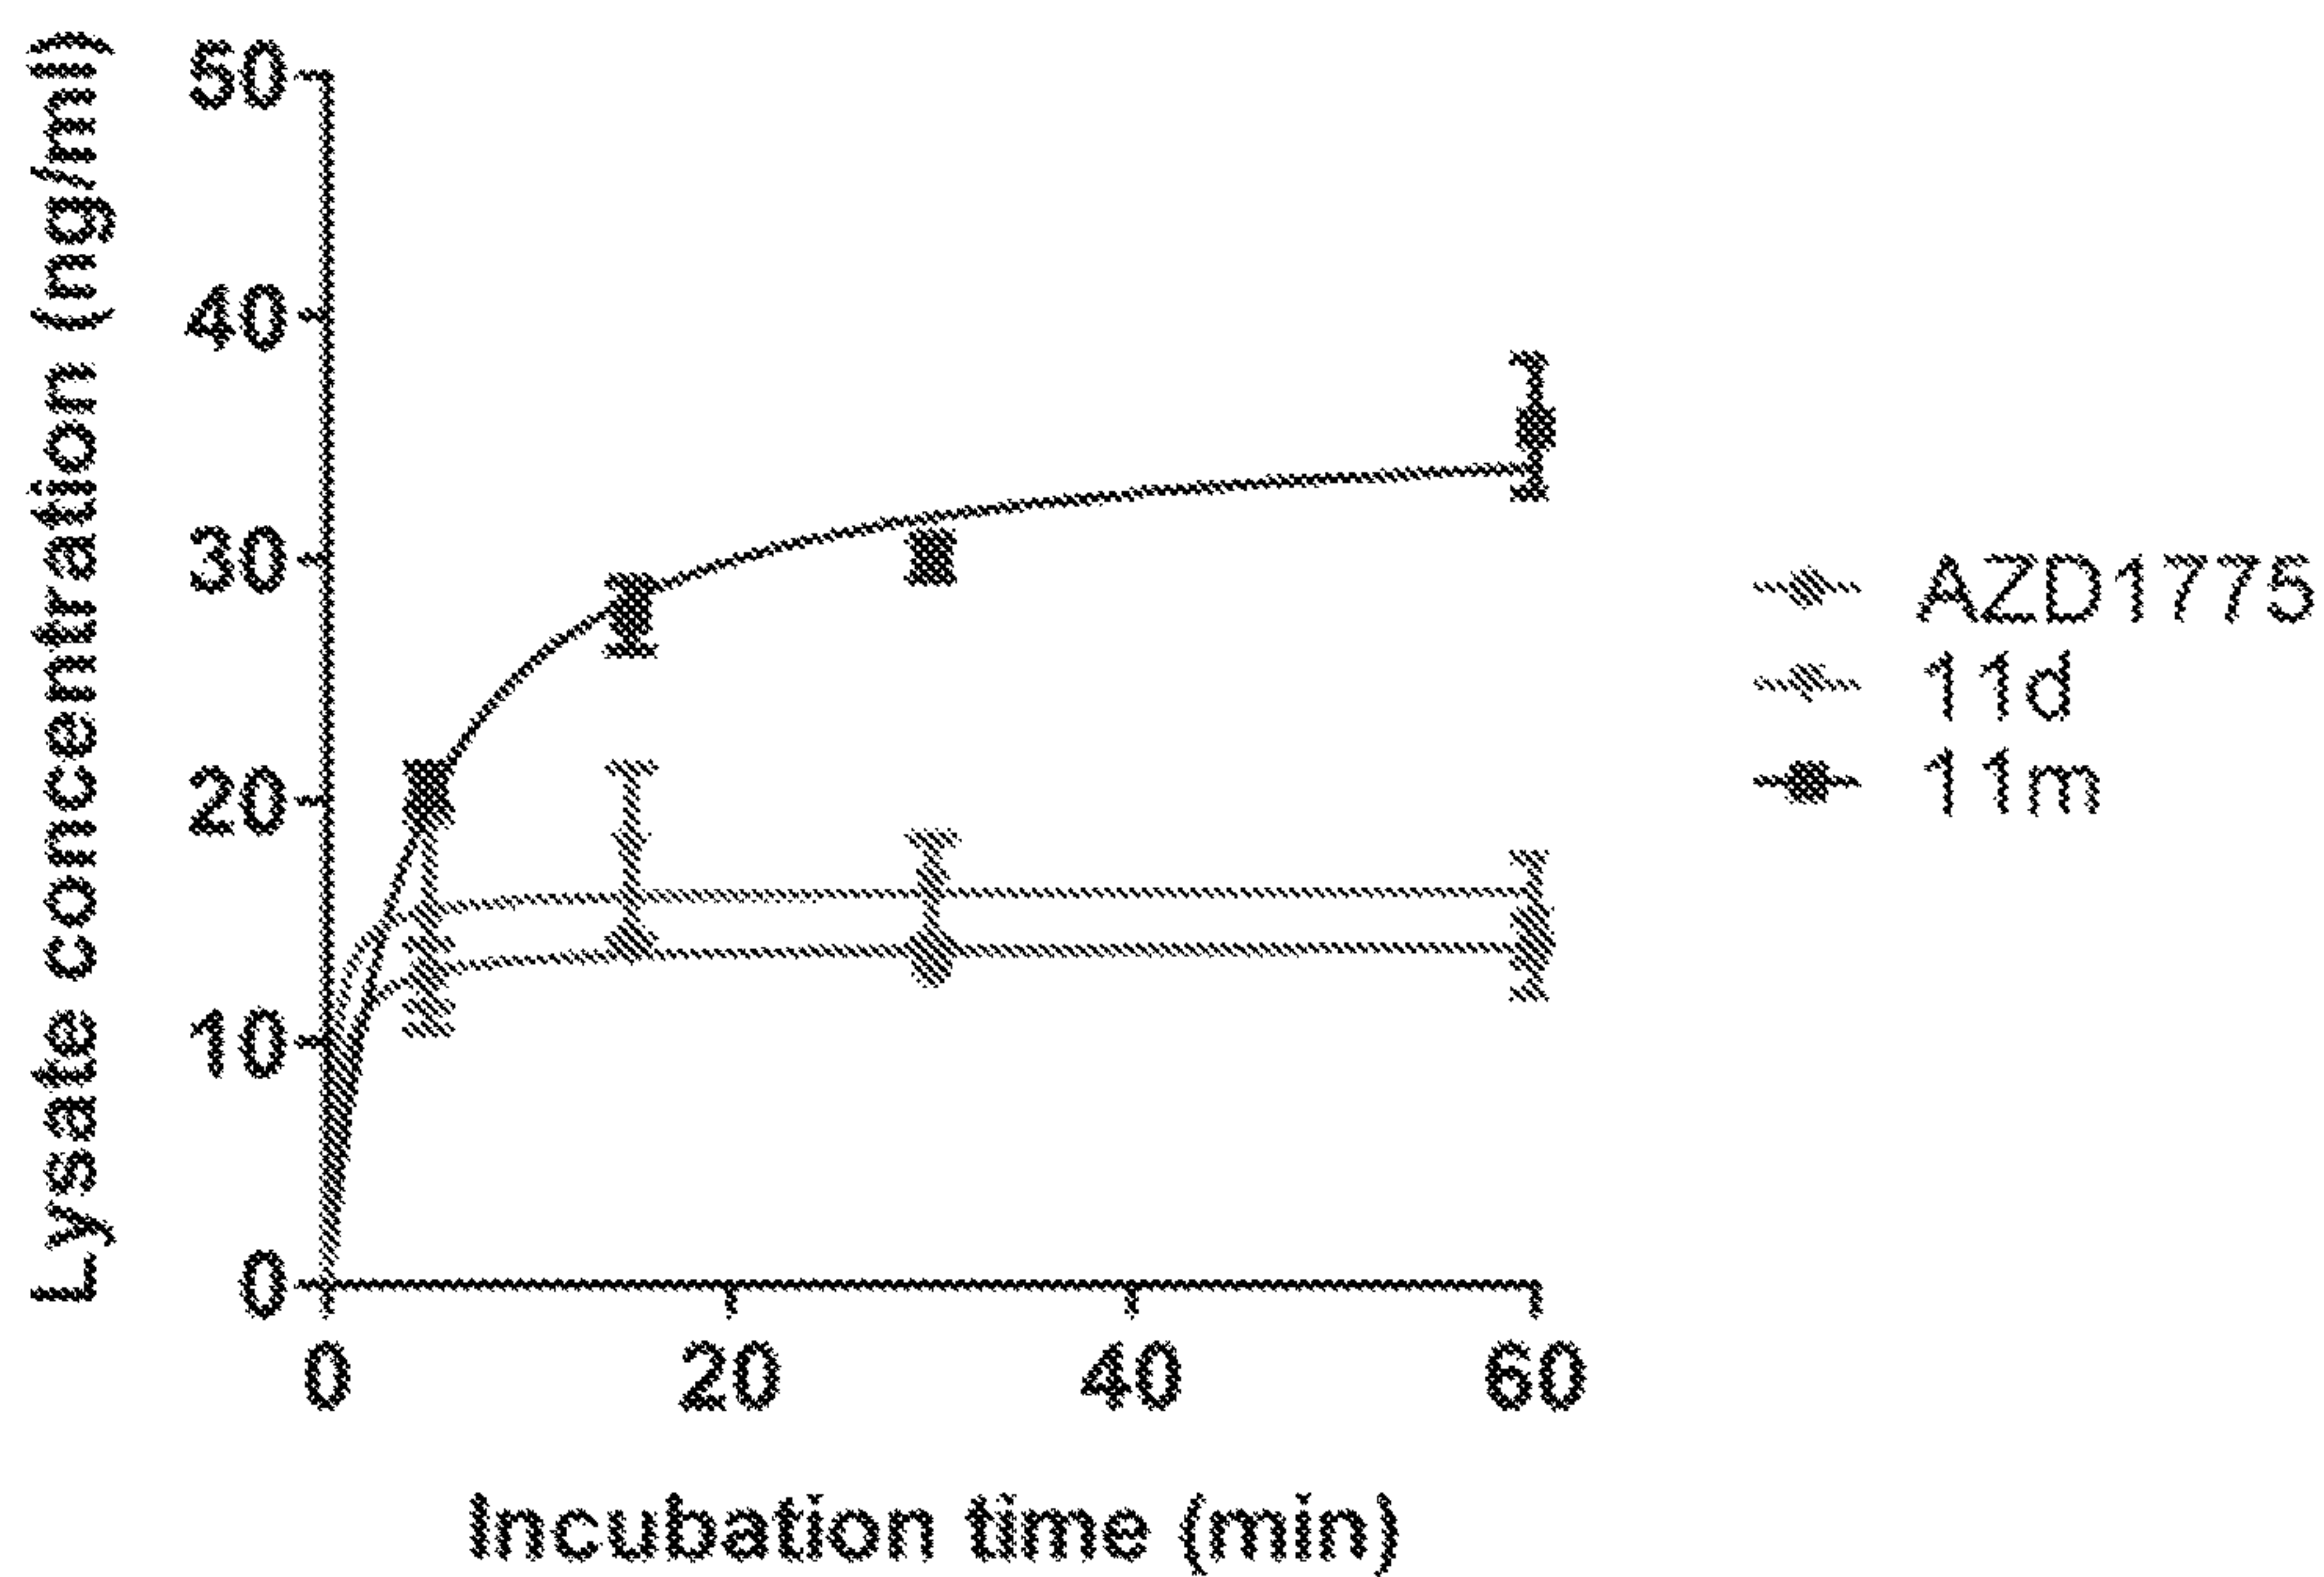 Lysate concentration (ng/ml)
50
40
30
20
10
0
0 20 40 60
Incubation time (min)
AZD1775
11d
11m